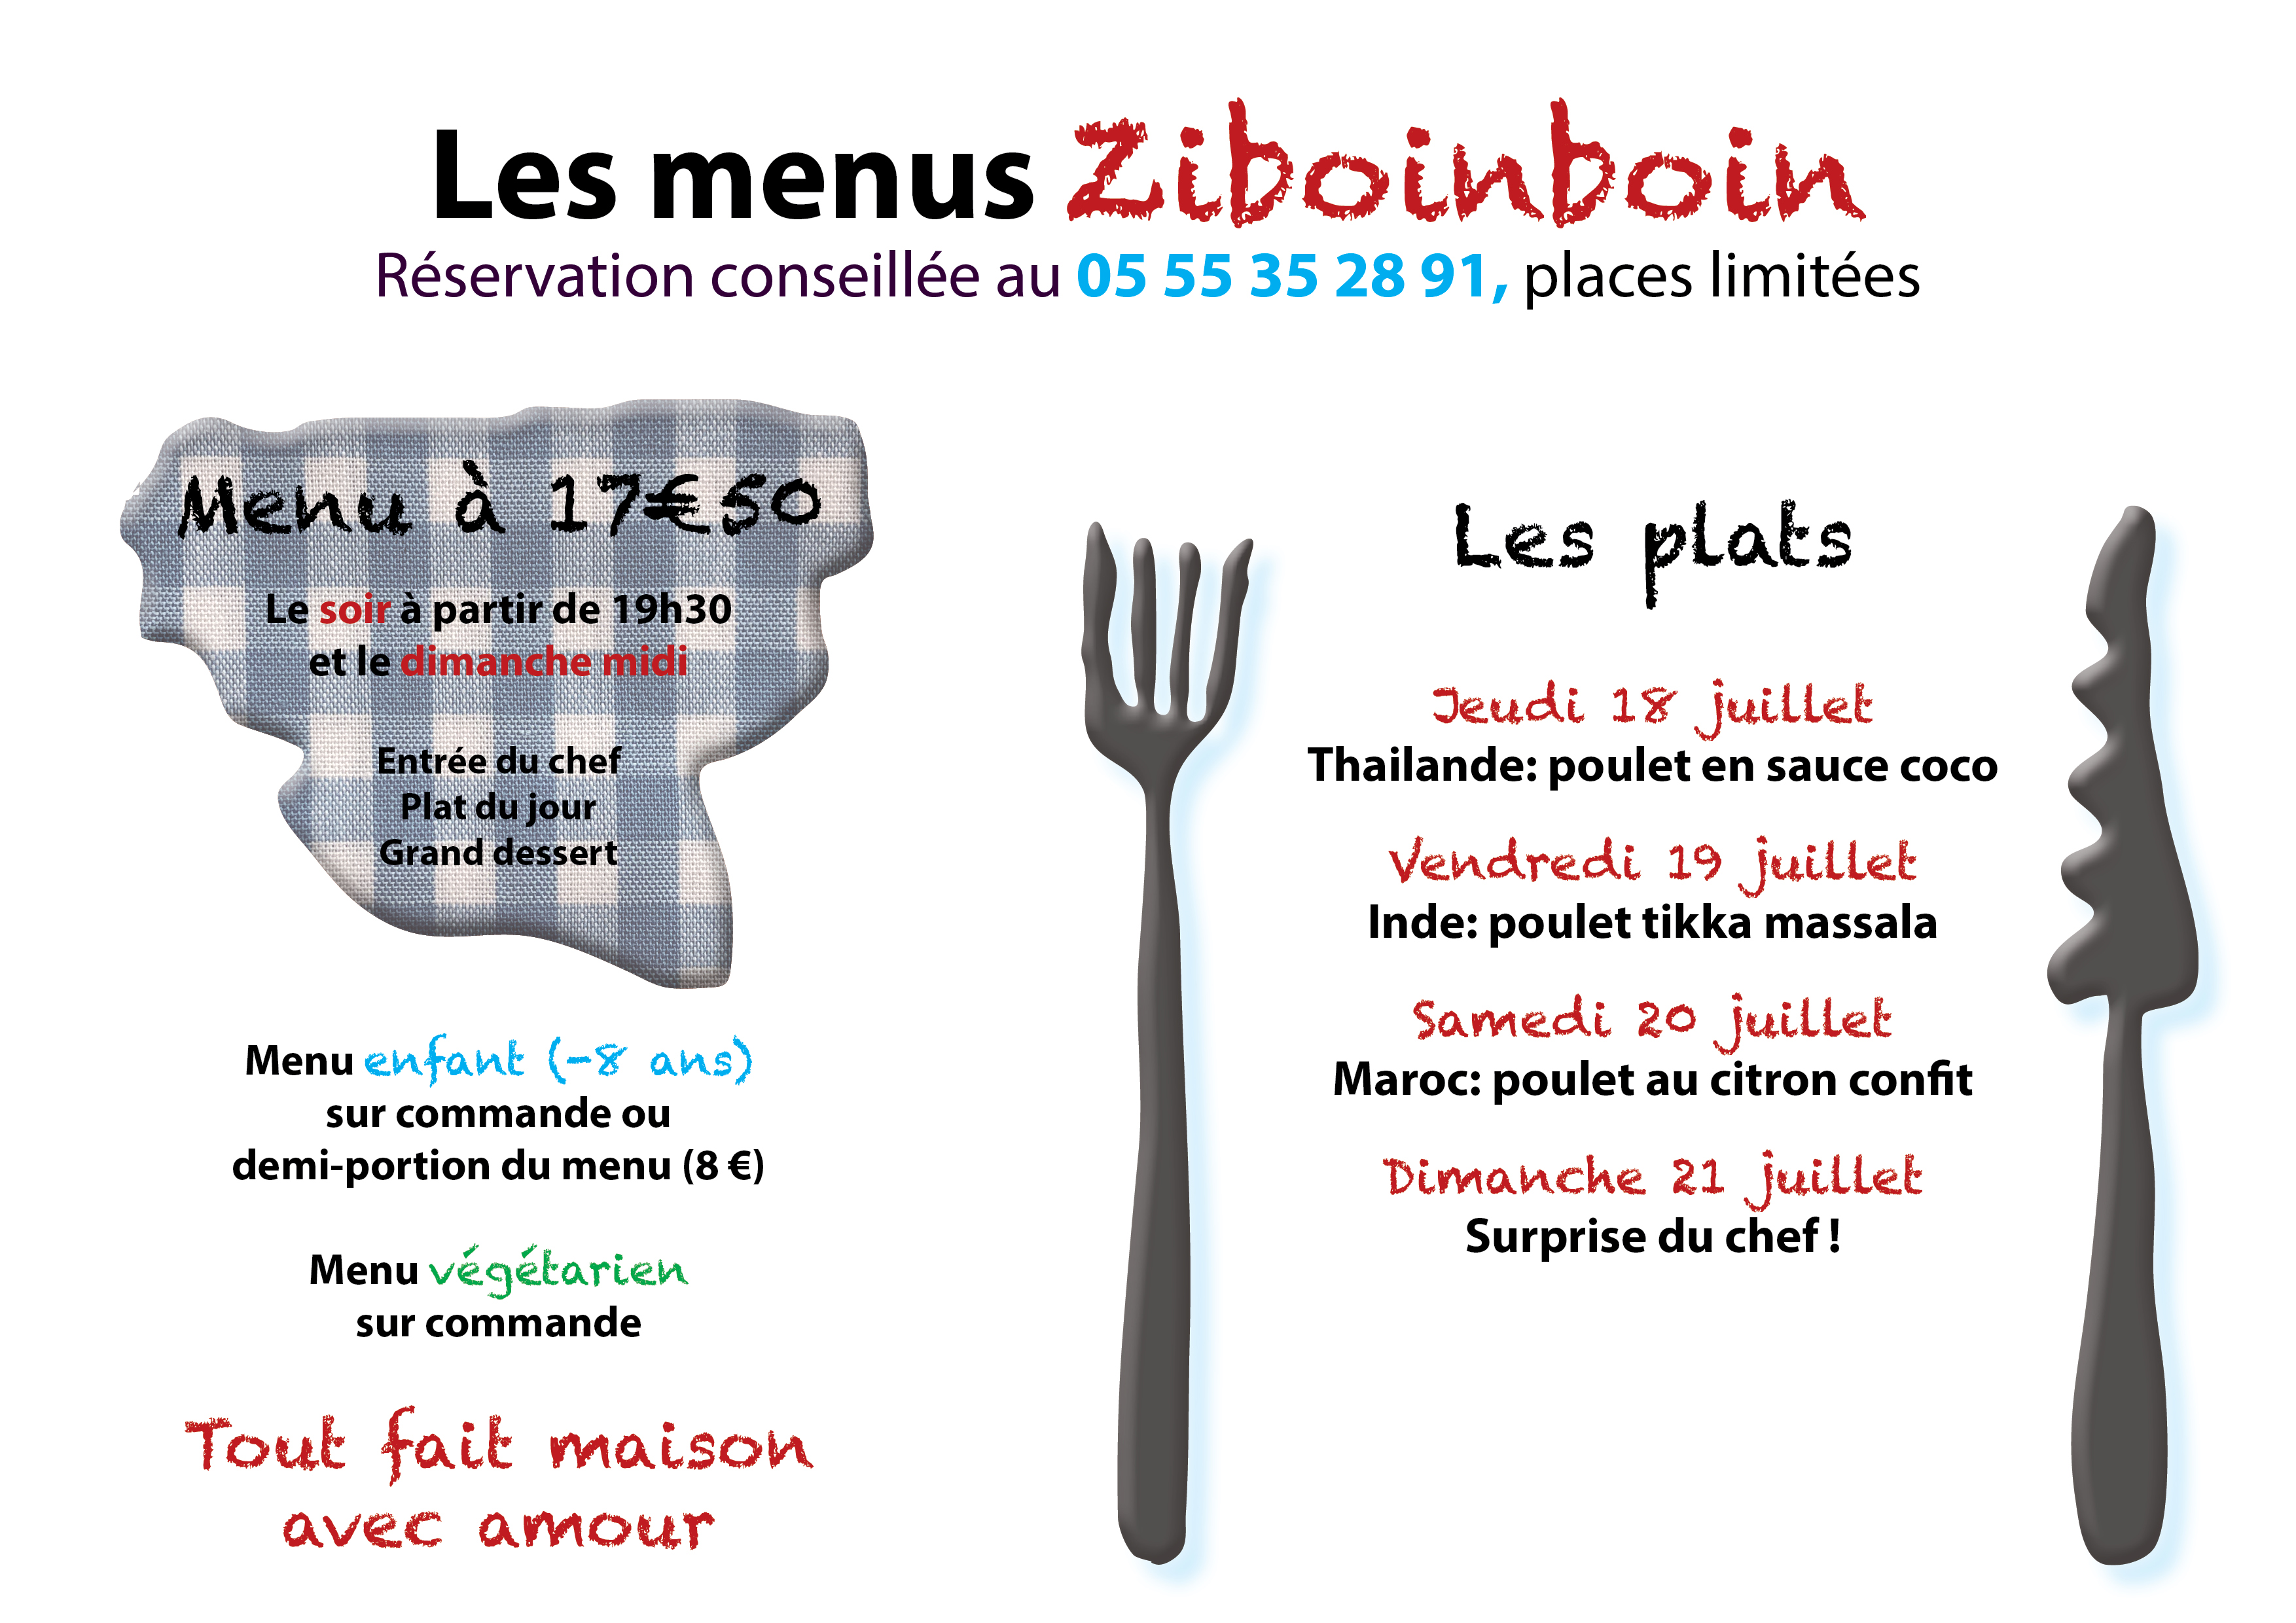 Les menus Ziboinboin
Réservation conseillée au 05 55 35 28 91, places limitées
Menu à 17€50
Le soir à partir de 19h30
et le dimanche midi
Entrée du chef
Plat du jour
Grand dessert
Menu enfant (-8 ans)
sur commande ou
demi-portion du menu (8 €)
Menu végétarien
sur commande
Tout fait maison
avec amour
Les plats
Jeudi 18 juillet
Thailande: poulet en sauce coco
Vendredi 19 juillet
Inde: poulet tikka massala
Samedi 20 juillet
Maroc: poulet au citron confit
Dimanche 21 juillet
Surprise du chef !